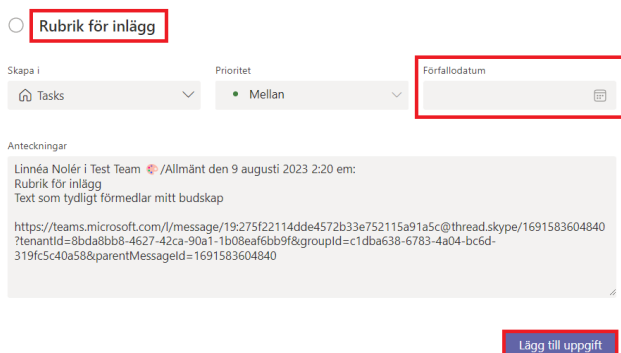 Rubrik för inlägg
Skapa i Prioritet Förfallodatum
Tasks Mellan
Anteckningar
Linnéa Nolér i Test Team /Allmänt den 9 augusti 2023 2:20 em:
Rubrik för inlägg
Text som tydligt förmedlar mitt budskap
https://teams.microsoft.com/l/message/19:275f22114dde4572b33e752115a91a5c@thread.skype/1691583604840
?tenantId=8bda8bb8-4627-42ca-90a1-1b08eaf6bb9f&groupId=c1dba638-6783-4a04-bc6d-
319fc5c40a58&parentMessageId=1691583604840
Lägg till uppgift